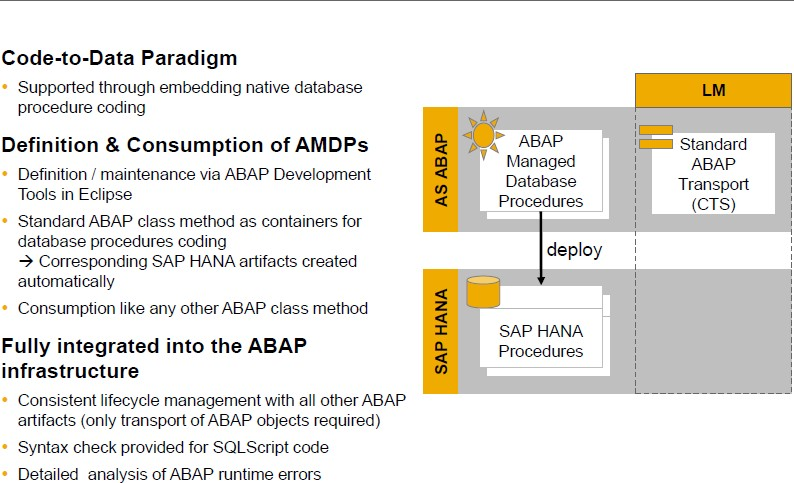 Code-to-Data Paradigm
• Supported through embedding native database
procedure coding
Definition & Consumption of AMDPs
• Definition / maintenance via ABAP Development
Tools in Eclipse
• Standard ABAP class method as containers for
database procedures coding
→ Corresponding SAP HANA artifacts created
automatically
• Consumption like any other ABAP class method
Fully integrated into the ABAP
infrastructure
• Consistent lifecycle management with all other ABAP
artifacts (only transport of ABAP objects required)
• Syntax check provided for SQLScript code
• Detailed analysis of ABAP runtime errors
LM
AS ABAP
ABAP
Managed
Database
Procedures
Standard
ABAP
Transport
(CTS)
deploy
SAP HANA
SAP HANA
Procedures